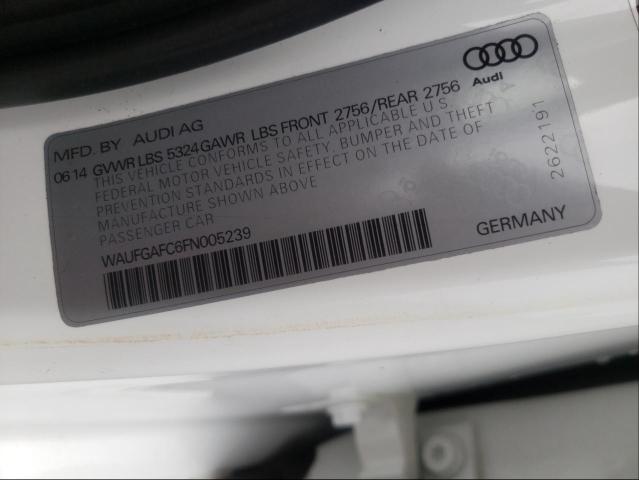 Audi
MFD. BY AUDI AG
0614 GVWR LBS 5324 GAWR LBS FRONT 2756/REAR 2756
THIS VEHICLE CONFORMS TO ALL APPLICABLE U.S.
FEDERAL MOTOR VEHICLE SAFETY, BUMPER AND THEFT
PREVENTION STANDARDS IN EFFECT ON THE DATE OF
MANUFACTURE SHOWN ABOVE
PASSENGER CAR
WAUFGAFC6FN005239
GERMANY
2622191